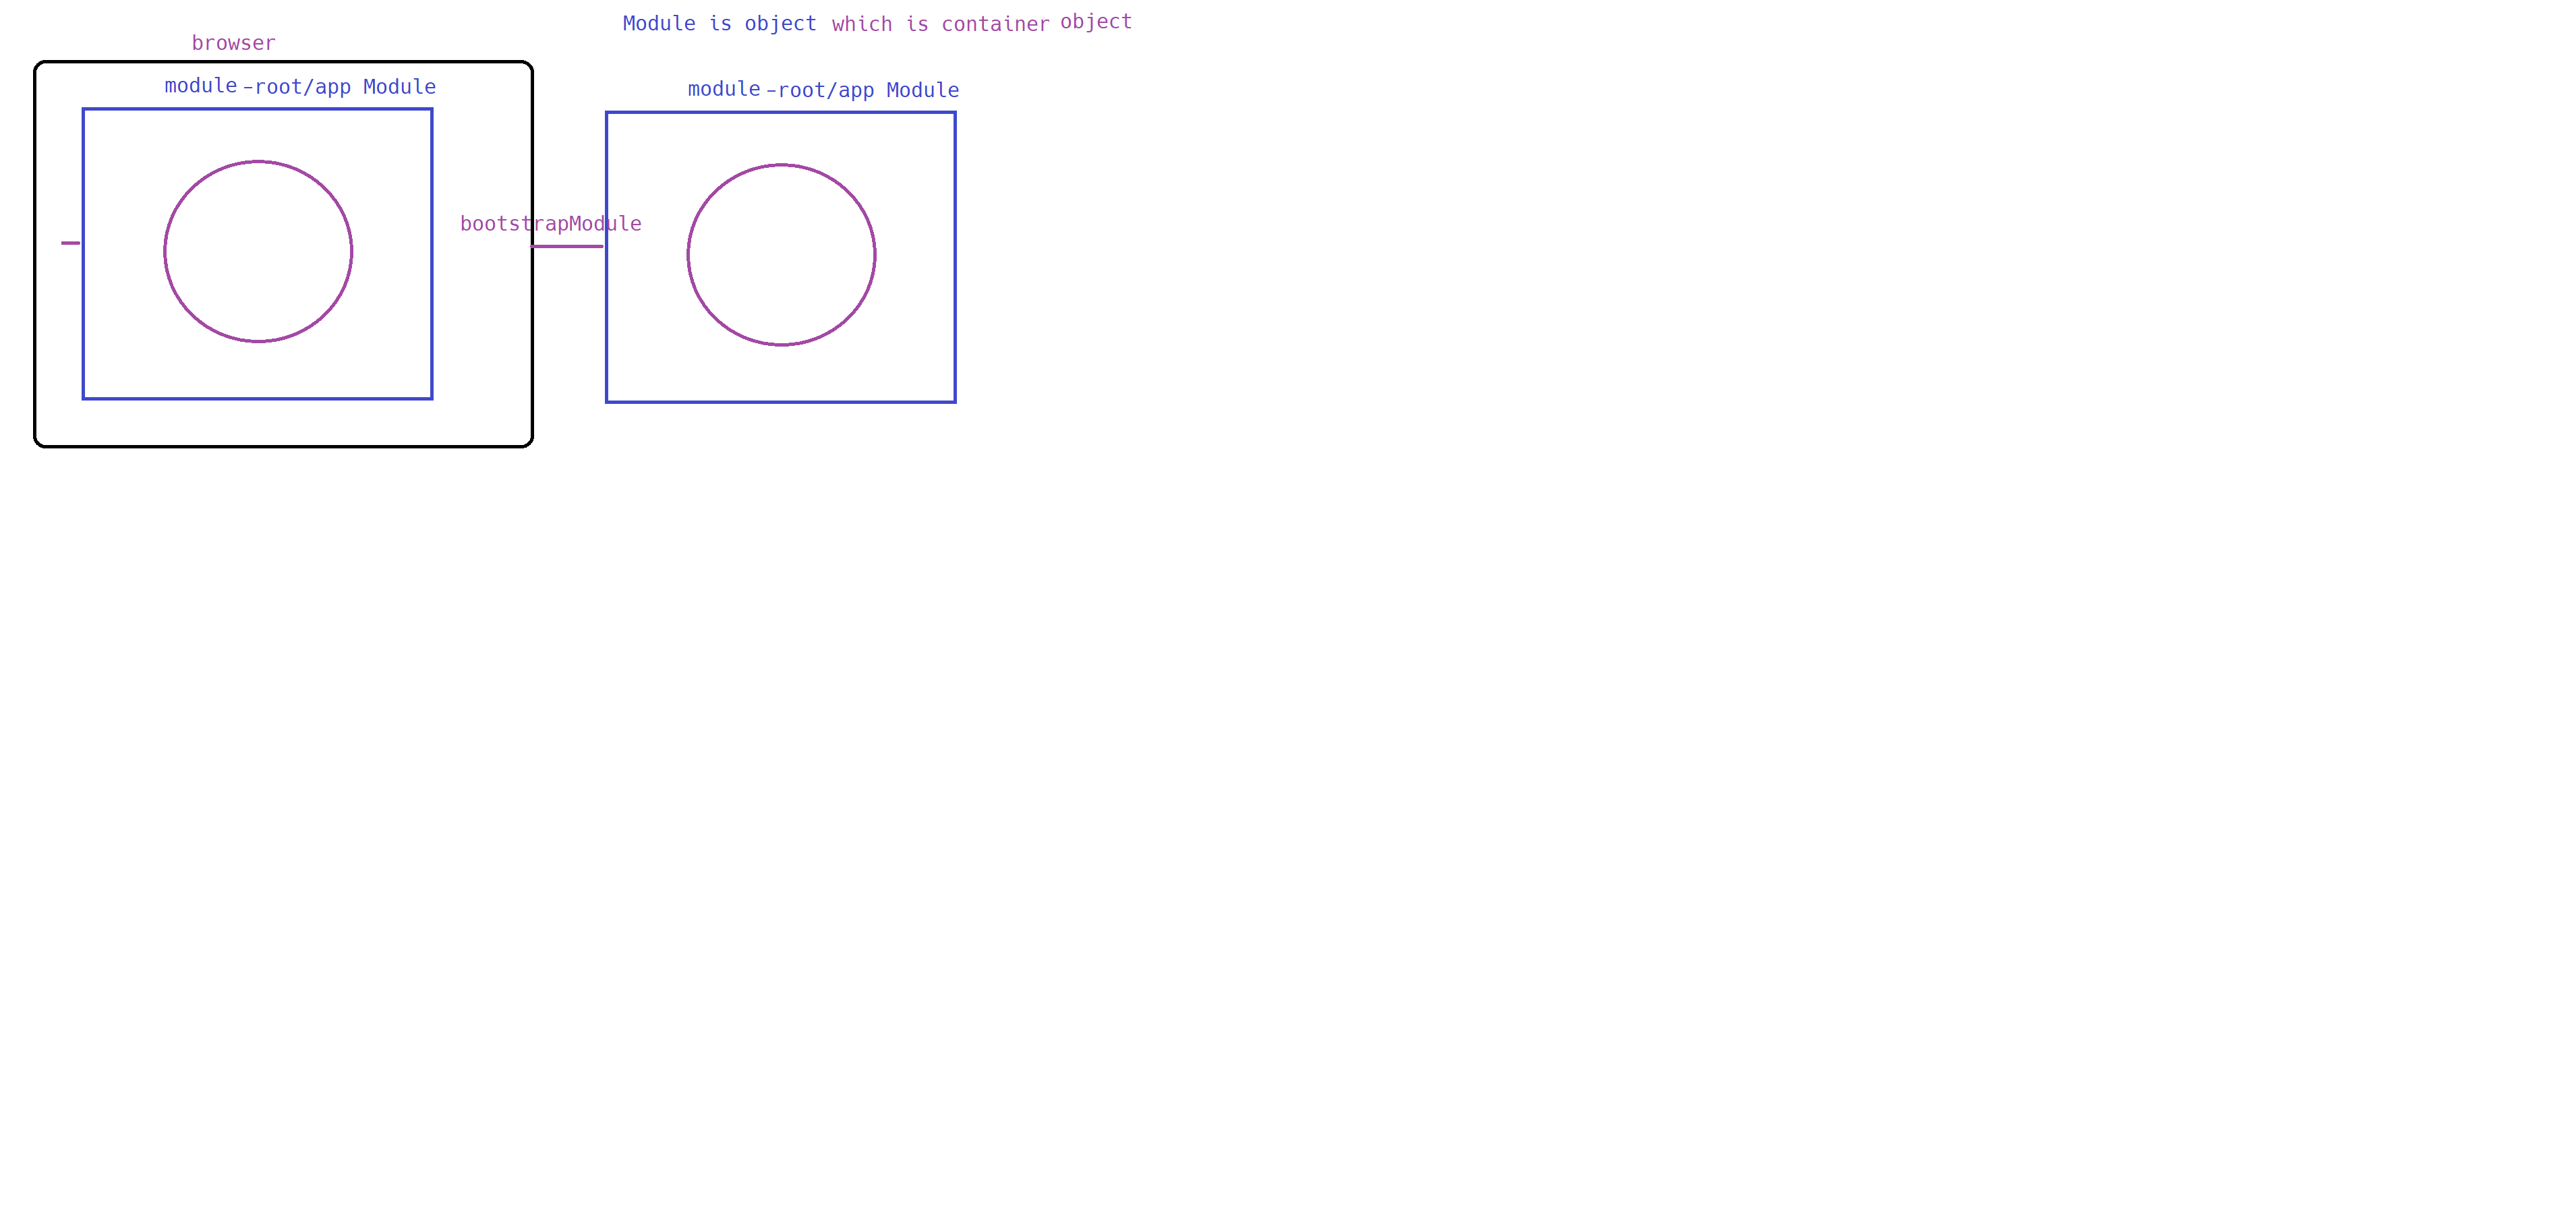 Module is object which is container object
browser
module -root/app Module
module -root/app Module
bootstrapModule